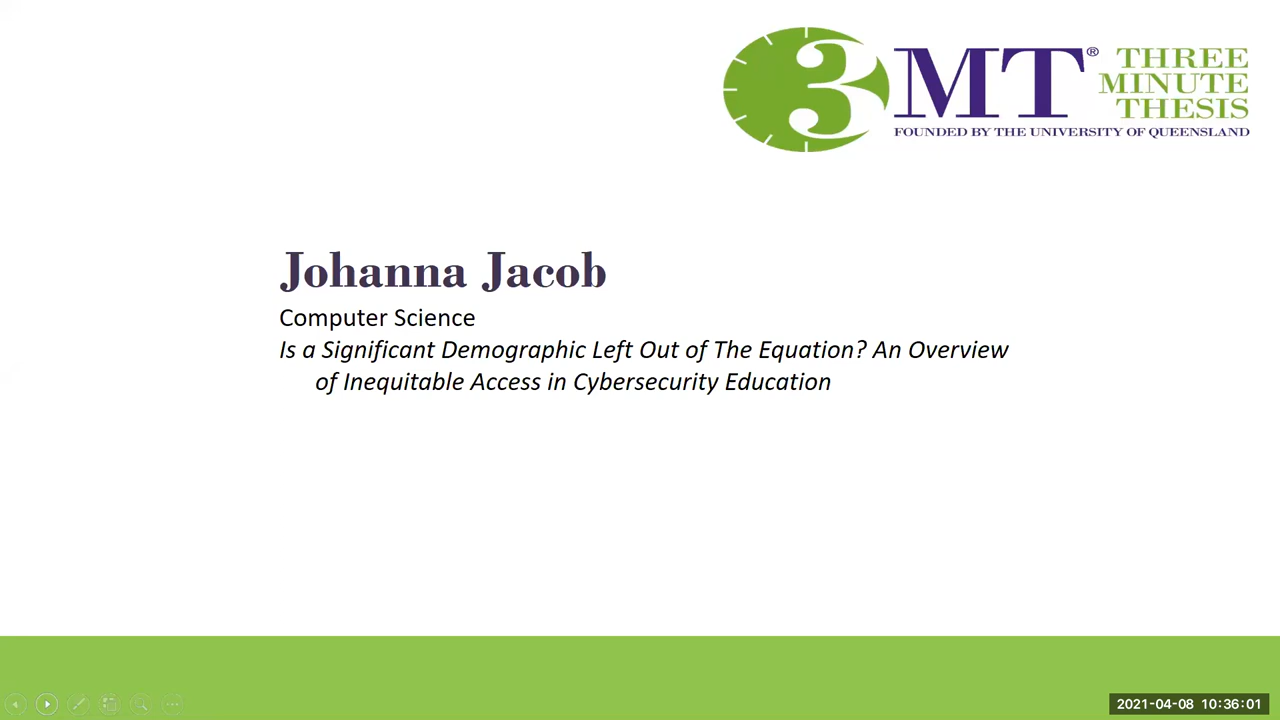 3MT® THREE
MINUTE
THESIS
FOUNDED BY THE UNIVERSITY OF QUEENSLAND
Johanna Jacob
Computer Science
Is a Significant Demographic Left Out of The Equation? An Overview
of Inequitable Access in Cybersecurity Education
2021-04-08 10:36:01